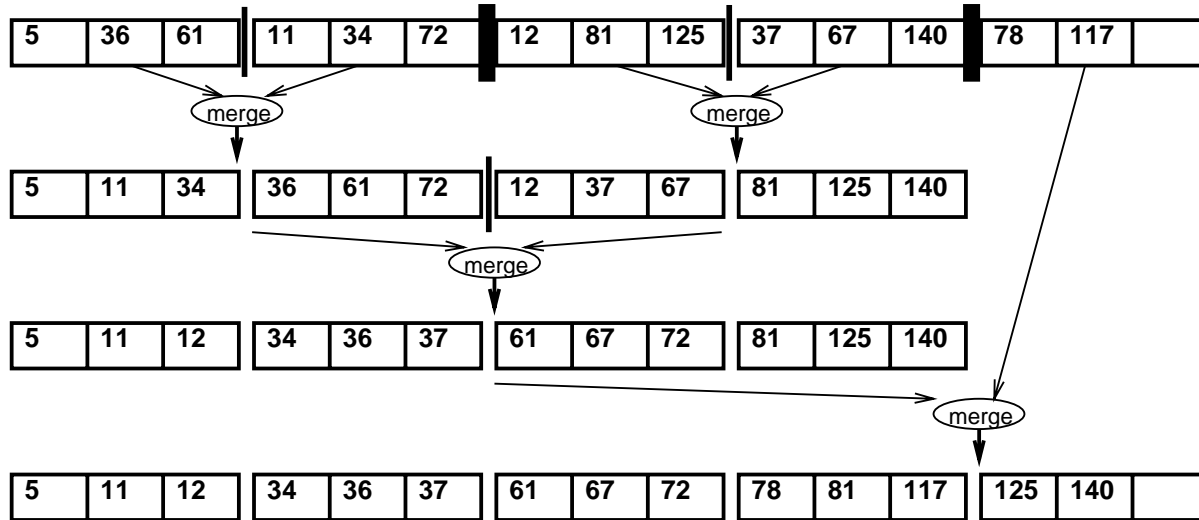 5 36 61 11 34 72 12 81 125 37 67 140 78 117
merge merge
5 11 34 36 61 72 12 37 67 81 125 140
merge
5 11 12 34 36 37 61 67 72 81 125 140
merge
5 11 12 34 36 37 61 67 72 78 81 117 125 140